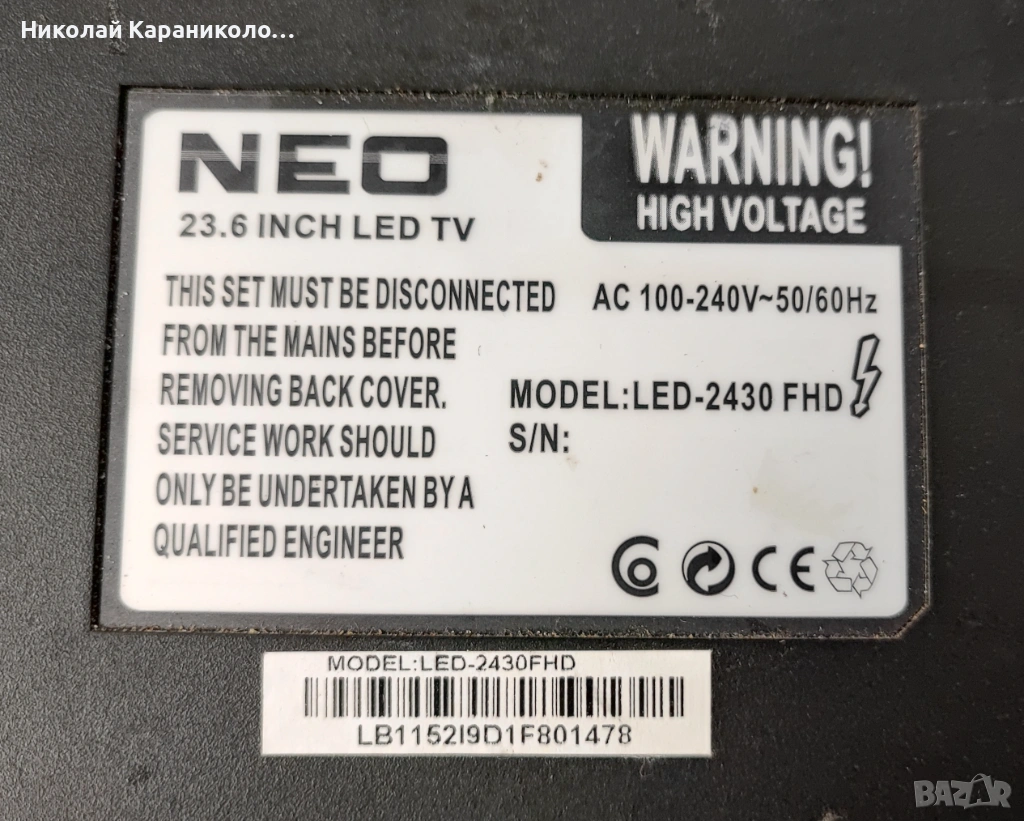 Николай Караниколо...
NEO
23.6 INCH LED TV
WARNING!
HIGH VOLTAGE
THIS SET MUST BE DISCONNECTED
FROM THE MAINS BEFORE
REMOVING BACK COVER.
SERVICE WORK SHOULD
ONLY BE UNDERTAKEN BY A
QUALIFIED ENGINEER
AC 100-240V~50/60Hz
MODEL:LED-2430 FHD
S/N:
CE
MODEL:LED-2430FHD
LB1152I9D1F801478
BAZAR